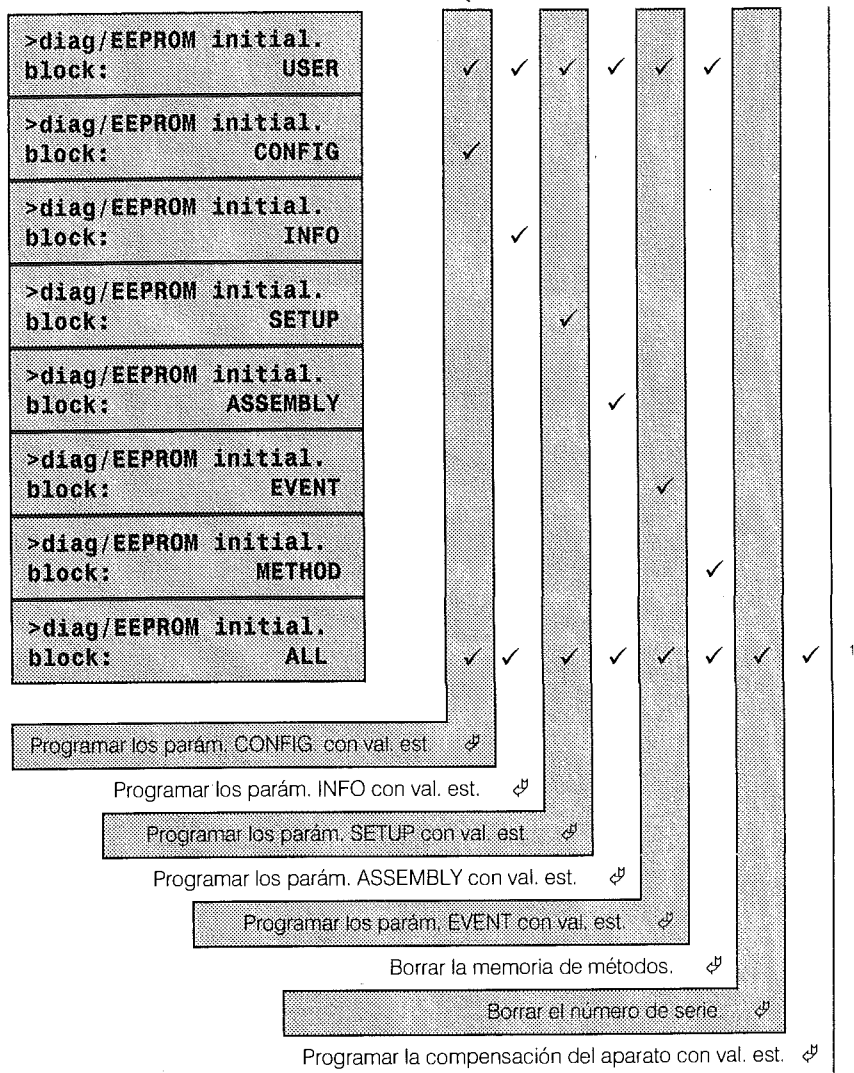 >diag/EEPROM initial.
block: USER
✓ ✓ ✓ ✓ ✓ ✓
>diag/EEPROM initial.
block: CONFIG
✓
>diag/EEPROM initial.
block: INFO
✓
>diag/EEPROM initial.
block: SETUP
✓
>diag/EEPROM initial.
block: ASSEMBLY
✓
>diag/EEPROM initial.
block: EVENT
✓
>diag/EEPROM initial.
block: METHOD
✓
>diag/EEPROM initial.
block: ALL
✓ ✓ ✓ ✓ ✓ ✓ ✓ ✓ 1
Programar los parám. CONFIG. con val. est.
Programar los parám. INFO con val. est.
Programar los parám. SETUP con val. est.
Programar los parám. ASSEMBLY con val. est.
Programar los parám. EVENT con val. est.
Borrar la memoria de métodos.
Borrar el número de serie
Programar la compensación del aparato con val. est.